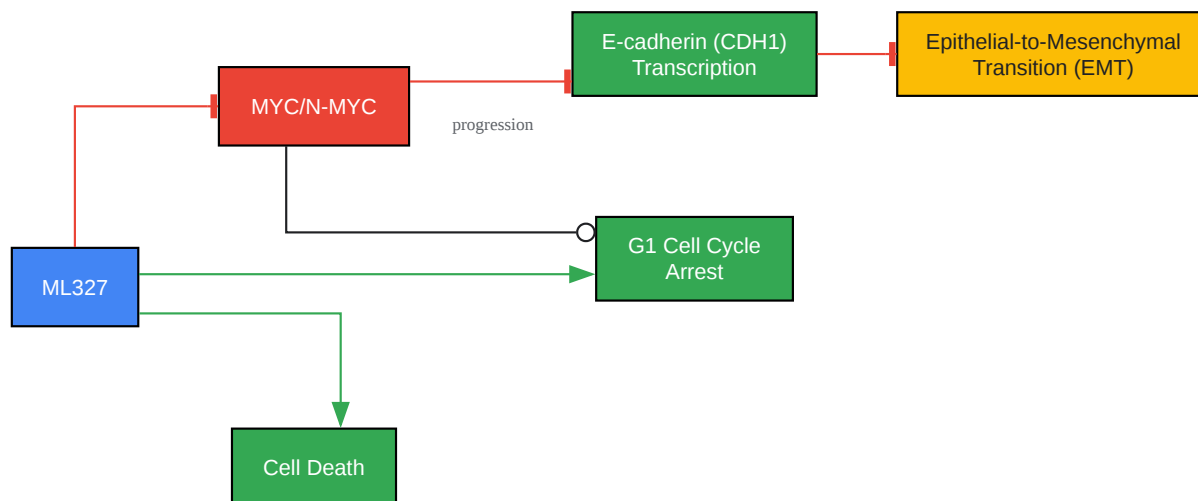 E-cadherin (CDH1)
Transcription
Epithelial-to-Mesenchymal
Transition (EMT)
MYC/N-MYC
progression
G1 Cell Cycle
Arrest
ML327
Cell Death